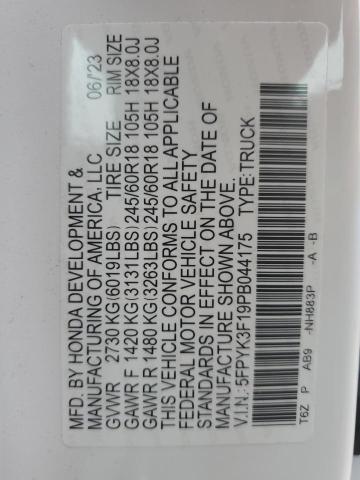 MFD. BY HONDA DEVELOPMENT &
MANUFACTURING OF AMERICA, LLC 06/23
GVWR 2730 KG(6019LBS) TIRE SIZE RIM SIZE
GAWR F 1420 KG(3131LBS) 245/60R18 105H 18X8.0J
GAWR R 1480 KG(3263LBS) 245/60R18 105H 18X8.0J
THIS VEHICLE CONFORMS TO ALL APPLICABLE
FEDERAL MOTOR VEHICLE SAFETY
STANDARDS IN EFFECT ON THE DATE OF
MANUFACTURE SHOWN ABOVE.
V.I.N.: 5FPYK3F19PB044175 TYPE:TRUCK
T6Z P AB9 -NH883P -A -B